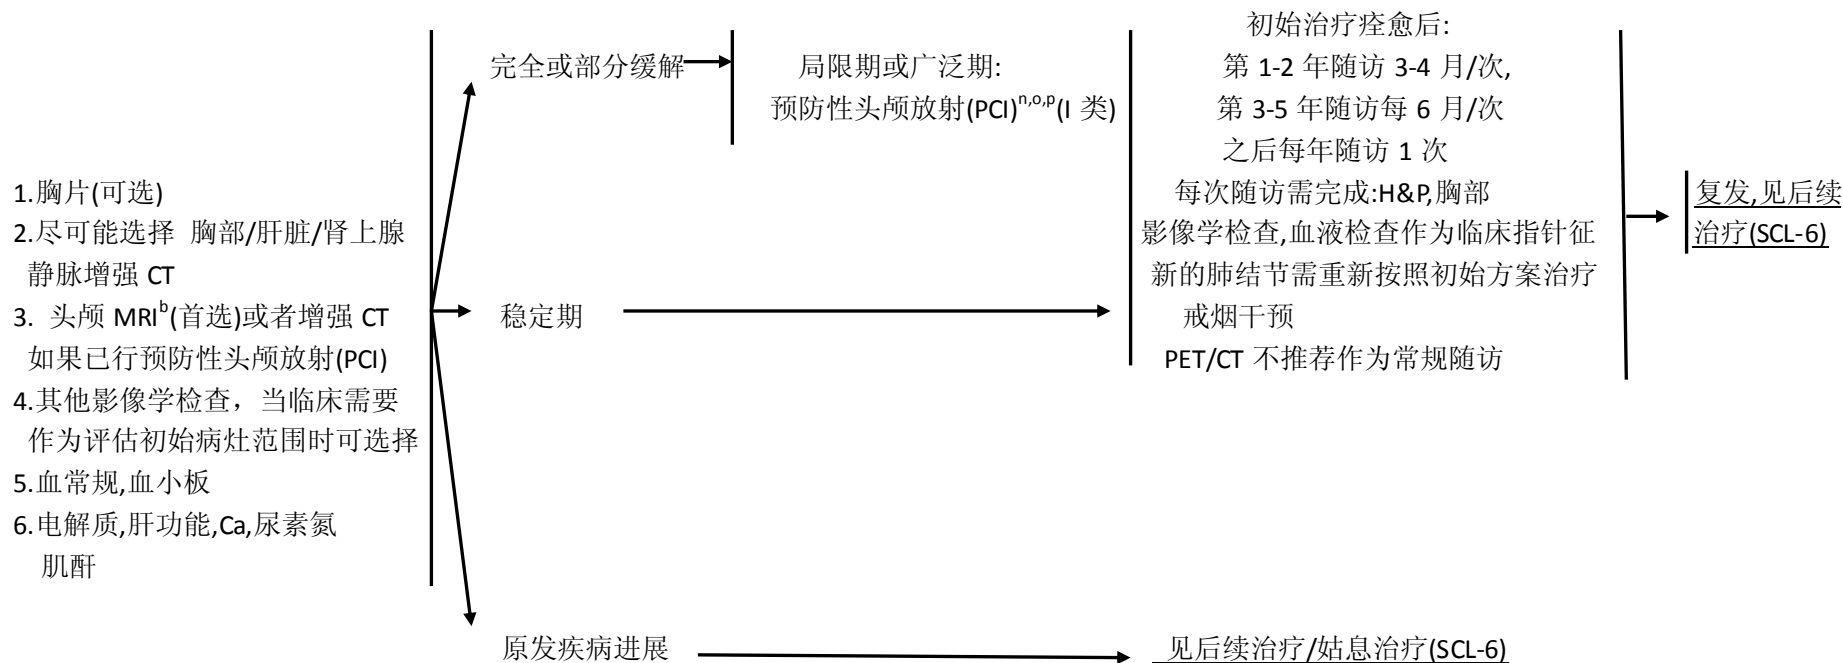 1.胸片(可选)
2.尽可能选择 胸部/肝脏/肾上腺
静脉增强 CT
3. 头颅 MRIᵇ(首选)或者增强 CT
如果已行预防性头颅放射(PCI)
4.其他影像学检查，当临床需要
作为评估初始病灶范围时可选择
5.血常规,血小板
6.电解质,肝功能,Ca,尿素氮
肌酐
完全或部分缓解
局限期或广泛期:
预防性头颅放射(PCI)ⁿ,ᵒ,ᵖ(I 类)
稳定期
初始治疗痊愈后:
第 1-2 年随访 3-4 月/次,
第 3-5 年随访每 6 月/次
之后每年随访 1 次
每次随访需完成:H&P,胸部
影像学检查,血液检查作为临床指针征
新的肺结节需重新按照初始方案治疗
戒烟干预
PET/CT 不推荐作为常规随访
复发,见后续
治疗(SCL-6)
原发疾病进展
见后续治疗/姑息治疗(SCL-6)